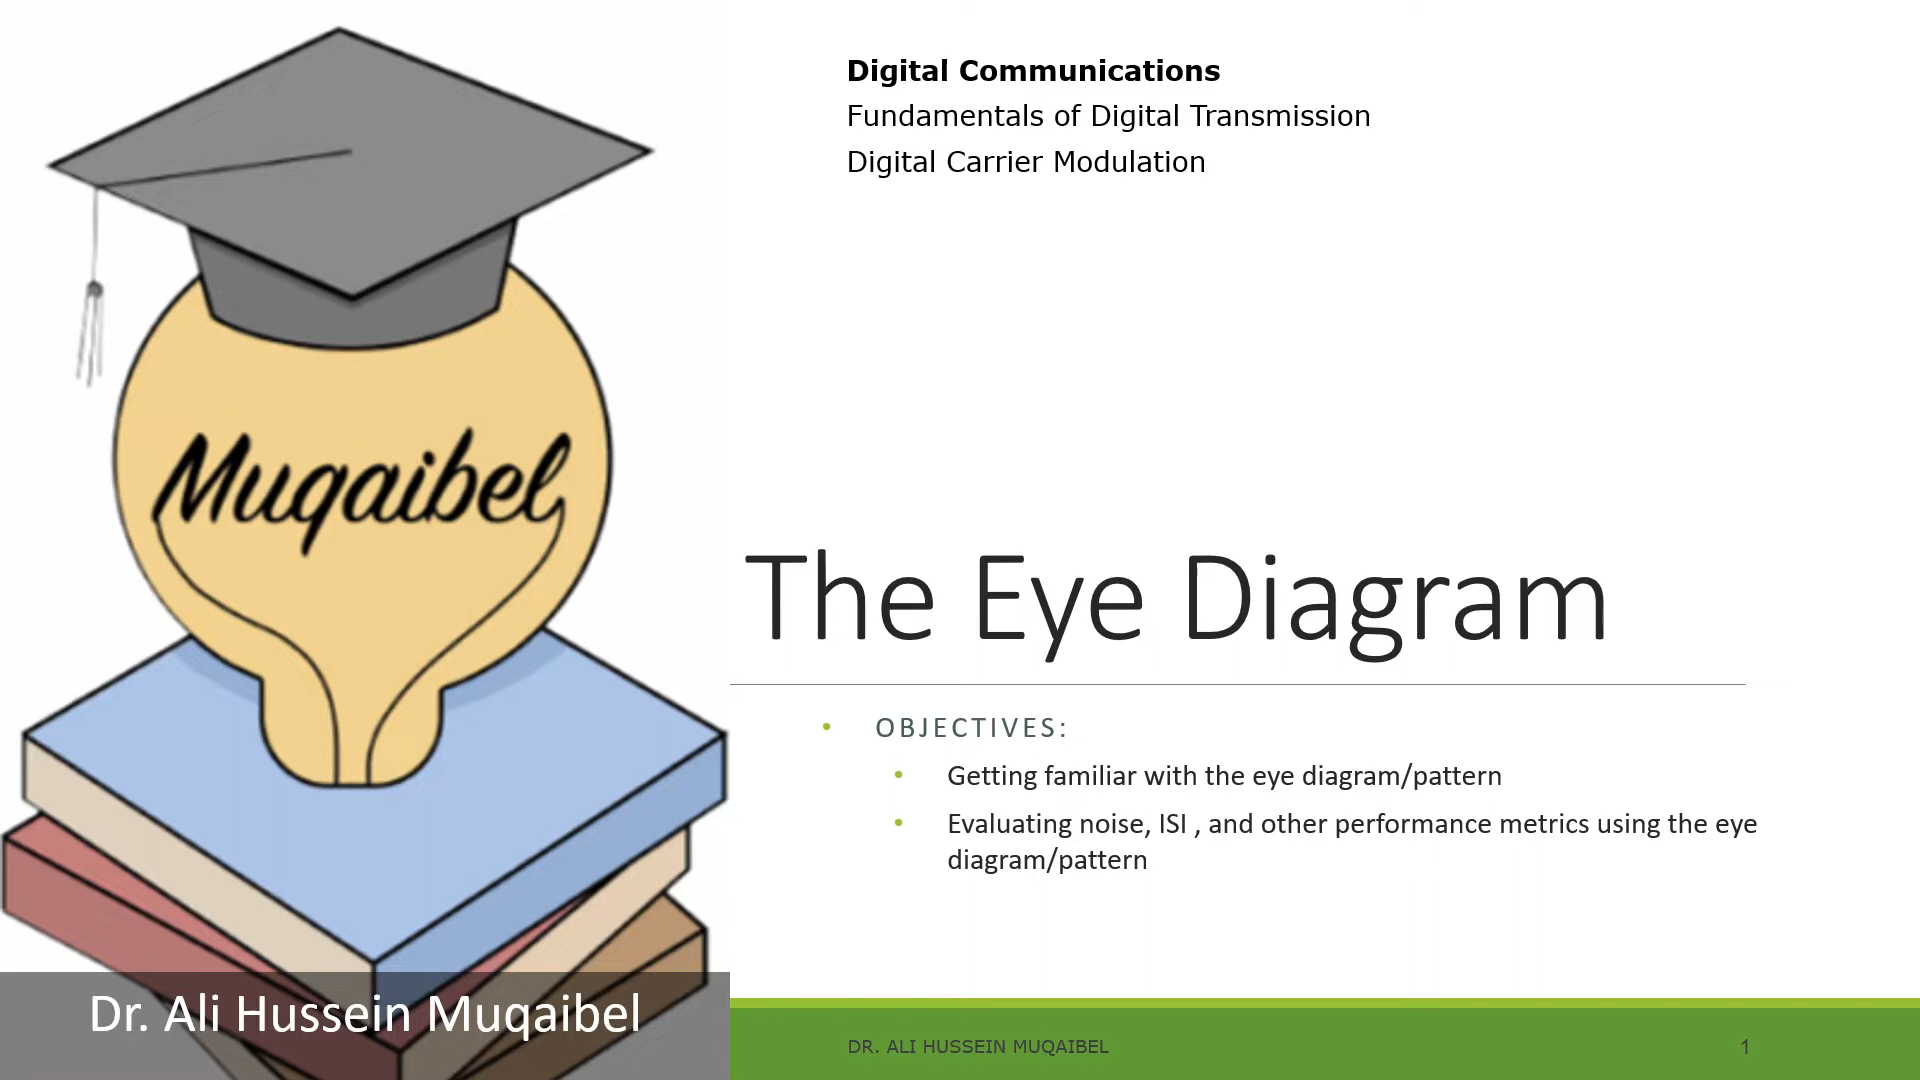 Digital Communications
Fundamentals of Digital Transmission
Digital Carrier Modulation
Muqaibel
The Eye Diagram
• OBJECTIVES:
• Getting familiar with the eye diagram/pattern
• Evaluating noise, ISI , and other performance metrics using the eye
diagram/pattern
Dr. Ali Hussein Muqaibel
DR. ALI HUSSEIN MUQAIBEL
1